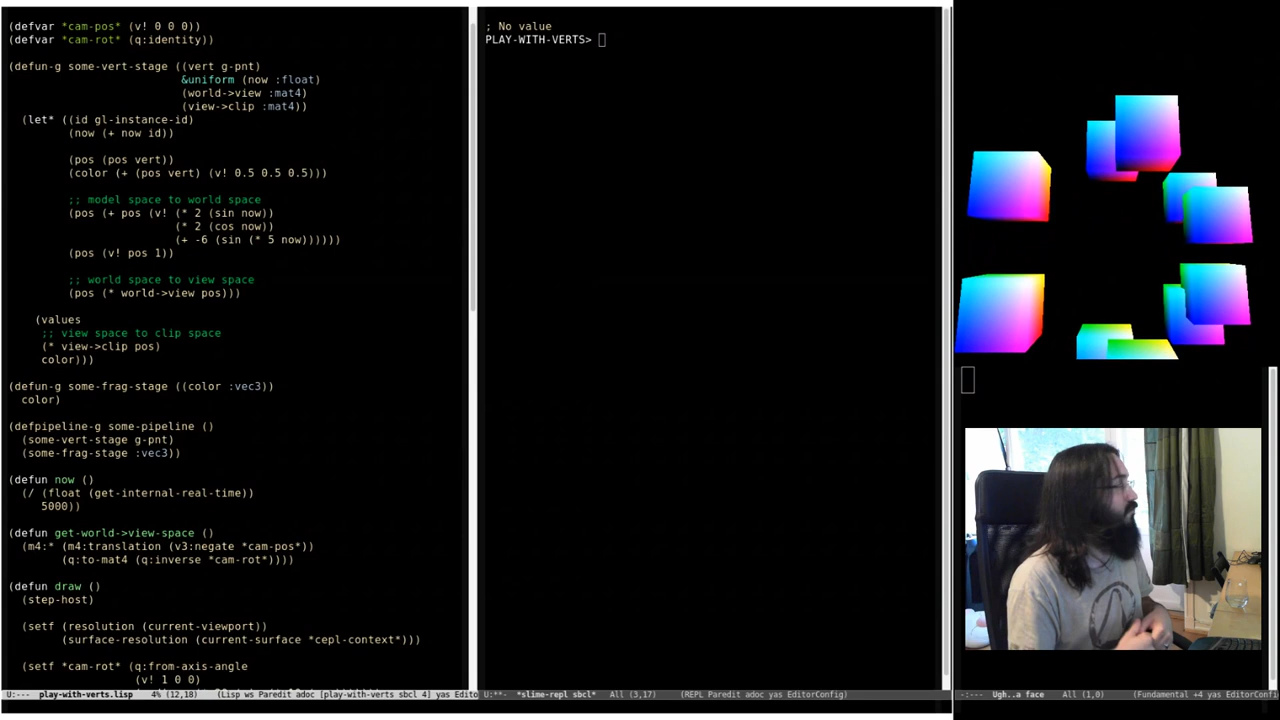 (defvar *cam-pos* (v! 0 0 0))
(defvar *cam-rot* (q:identity))
(defun-g some-vert-stage ((vert g-pnt)
&uniform (now :float)
(world->view :mat4)
(view->clip :mat4))
(let* ((id gl-instance-id)
(now (+ now id))
(pos (pos vert))
(color (+ (pos vert) (v! 0.5 0.5 0.5)))
;; model space to world space
(pos (+ pos (v! (* 2 (sin now))
(* 2 (cos now))
(+ -6 (sin (* 5 now))))))
(pos (v! pos 1))
;; world space to view space
(pos (* world->view pos)))
(values
;; view space to clip space
(* view->clip pos)
color)))
(defun-g some-frag-stage ((color :vec3))
color)
(defpipeline-g some-pipeline ()
(some-vert-stage g-pnt)
(some-frag-stage :vec3))
(defun now ()
(/ (float (get-internal-real-time))
5000))
(defun get-world->view-space ()
(m4:* (m4:translation (v3:negate *cam-pos*))
(q:to-mat4 (q:inverse *cam-rot*))))
(defun draw ()
(step-host)
(setf (resolution (current-viewport))
(surface-resolution (current-surface *cepl-context*)))
(setf *cam-rot* (q:from-axis-angle
(v! 1 0 0)
U:--- play-with-verts.lisp 4% (12,18) (Lisp ws Paredit adoc [play-with-verts sbcl 4] yas Edito
; No value
PLAY-WITH-VERTS>
U:**- *slime-repl sbcl* All (3,17) (REPL Paredit adoc yas EditorConfig)
-:--- Ugh..a face All (1,0) (Fundamental +4 yas EditorConfi